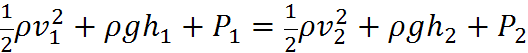 ½ρv₁² + ρgh₁ + P₁ = ½ρv₂² + ρgh₂ + P₂